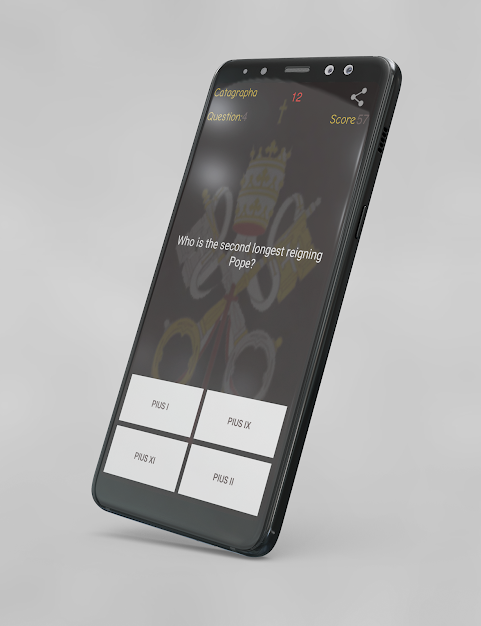 Catagrapho
12
Question:4
Score 57
Who is the second longest reigning
Pope?
PIUS I
PIUS IX
PIUS XI
PIUS II